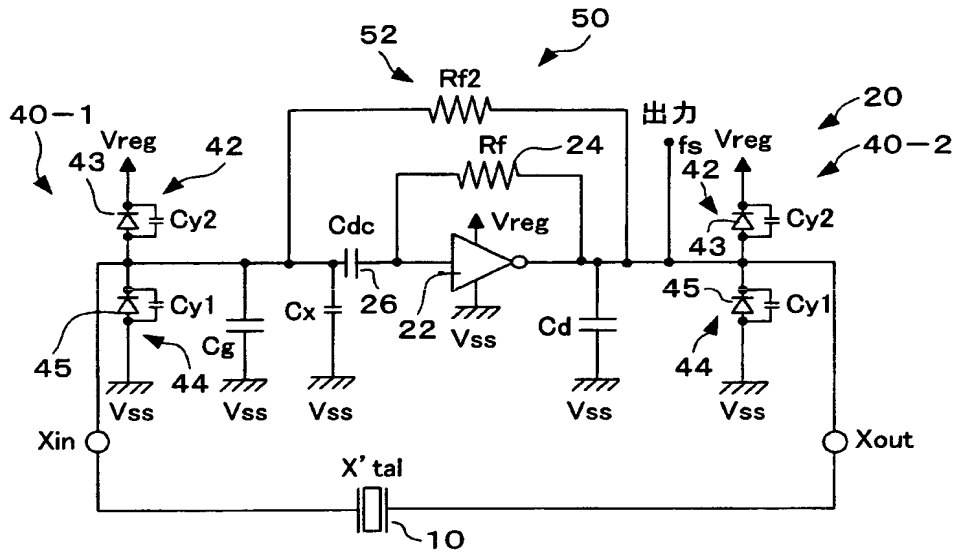 50
52
Rf2
40-1
出力
20
Vreg
42
43
Rf
24
fs
Vreg
40-2
42
Cy2
Cdc
Vreg
Cy2
43
26
22
Cx
Cy1
Cg
Vss
Cd
45
Cy1
45
44
44
Vss
Vss
Vss
Vss
Vss
Xin
Xout
X'tal
10